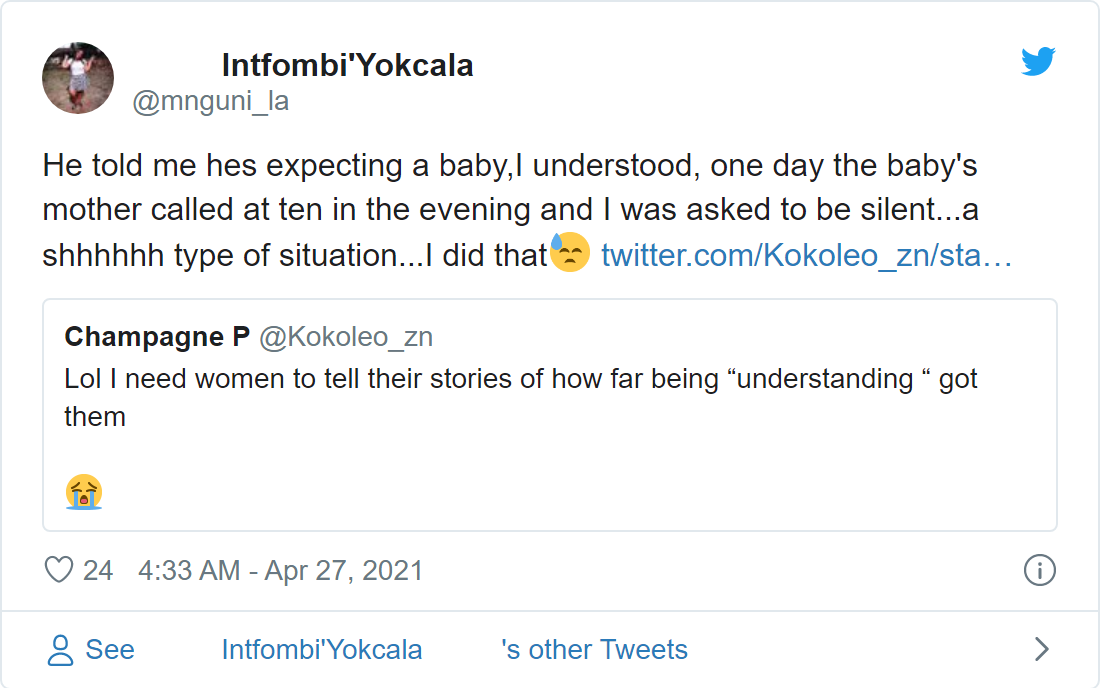 Intfombi'Yokcala
@mnguni_la
He told me hes expecting a baby,I understood, one day the baby's
mother called at ten in the evening and I was asked to be silent...a
shhhhhh type of situation...I did that😓 twitter.com/Kokoleo_zn/sta…
Champagne P @Kokoleo_zn
Lol I need women to tell their stories of how far being “understanding “ got
them
😭
24 4:33 AM - Apr 27, 2021
See Intfombi'Yokcala 's other Tweets